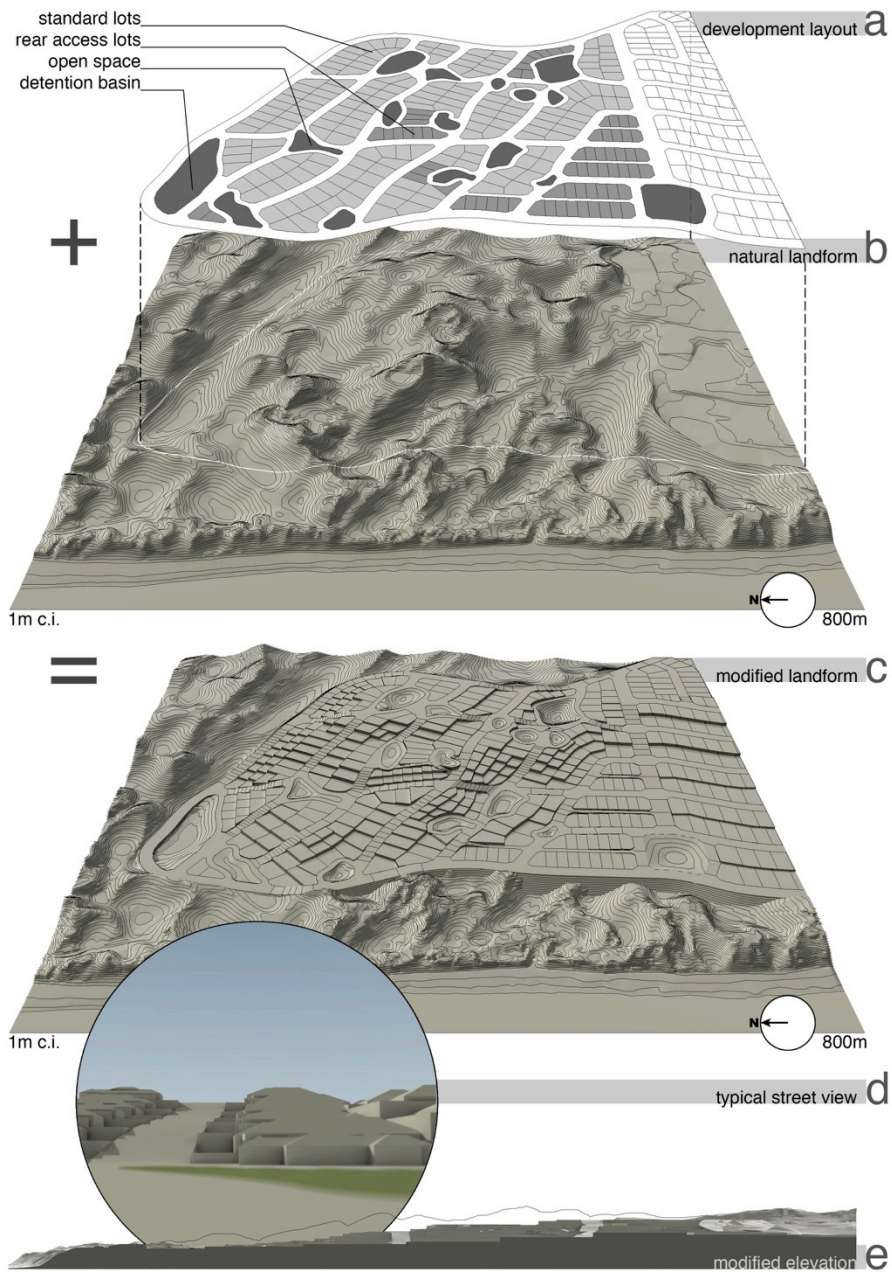 standard lots
rear access lots
open space
detention basin
a
development layout
+
b
natural landform
N
1m c.i.
800m
=
c
modified landform
N
1m c.i.
800m
d
typical street view
e
modified elevation